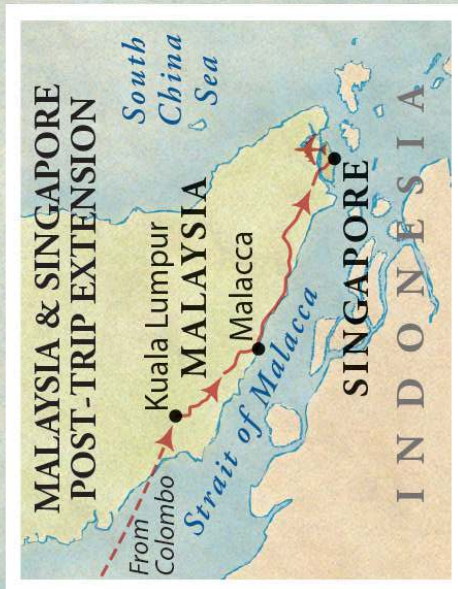 MALAYSIA & SINGAPORE
POST-TRIP EXTENSION
South
China
Sea
Kuala Lumpur
MALAYSIA
From
Colombo
Malacca
Strait of Malacca
SINGAPORE
INDONESIA